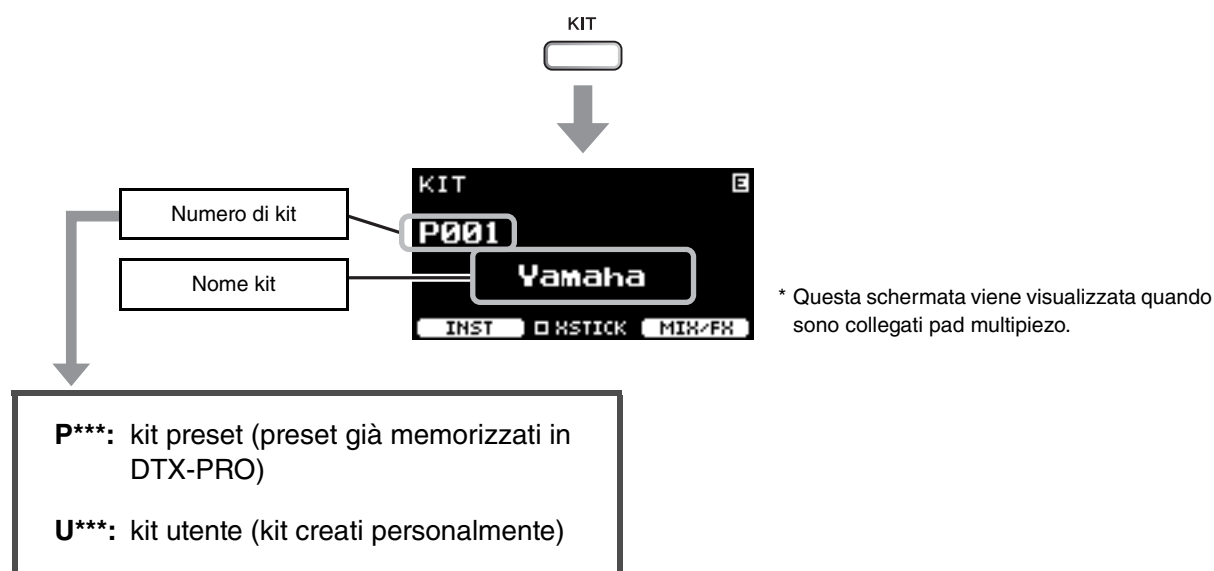 KIT
KIT E
Numero di kit
P001
Nome kit
Yamaha
* Questa schermata viene visualizzata quando
sono collegati pad multipiezo.
INST XSTICK MIX/FX
P***: kit preset (preset già memorizzati in
DTX-PRO)
U***: kit utente (kit creati personalmente)